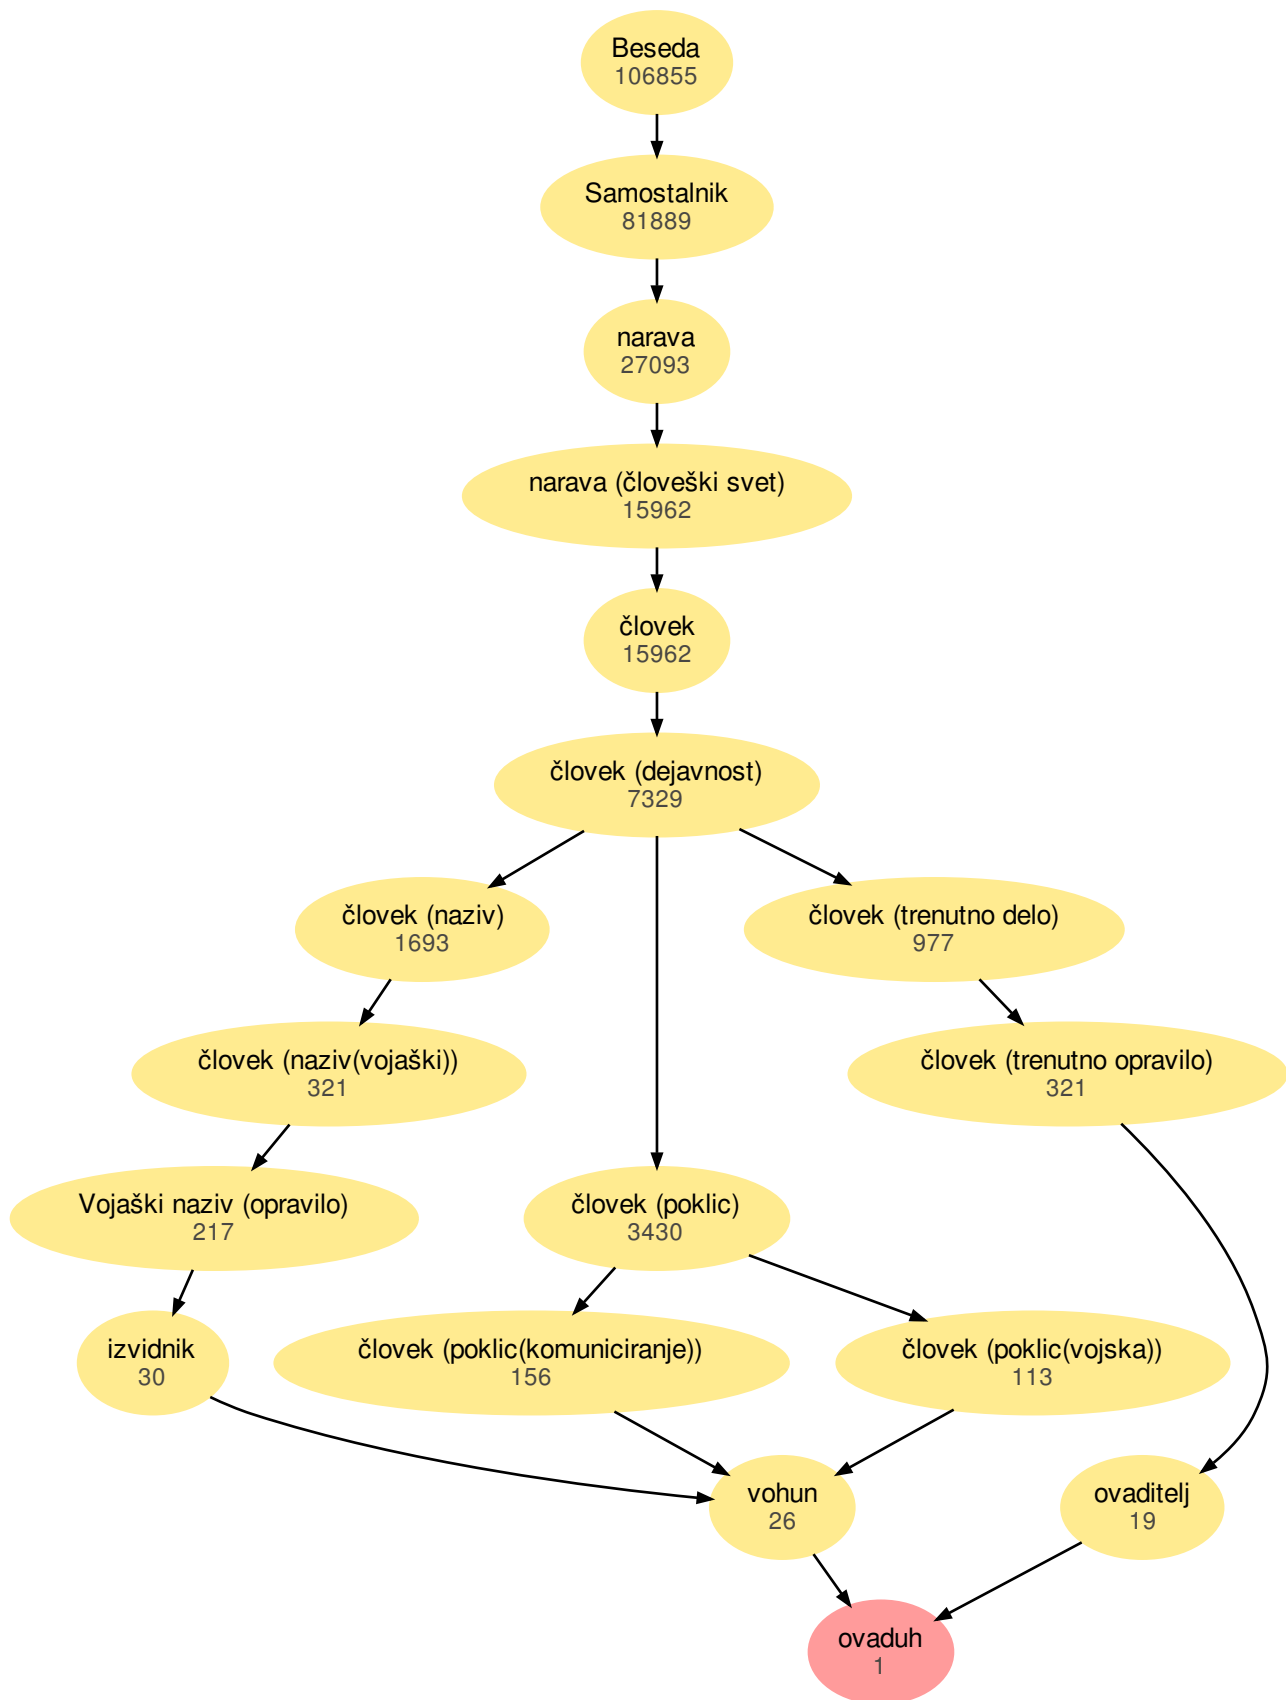 Beseda
106855
Samostalnik
81889
narava
27093
narava (človeški svet)
15962
človek
15962
človek (dejavnost)
7329
človek (naziv)
1693
človek (trenutno delo)
977
človek (naziv(vojaški))
321
človek (trenutno opravilo)
321
Vojaški naziv (opravilo)
217
človek (poklic)
3430
izvidnik
30
človek (poklic(komuniciranje))
156
človek (poklic(vojska))
113
vohun
26
ovaditelj
19
ovaduh
1